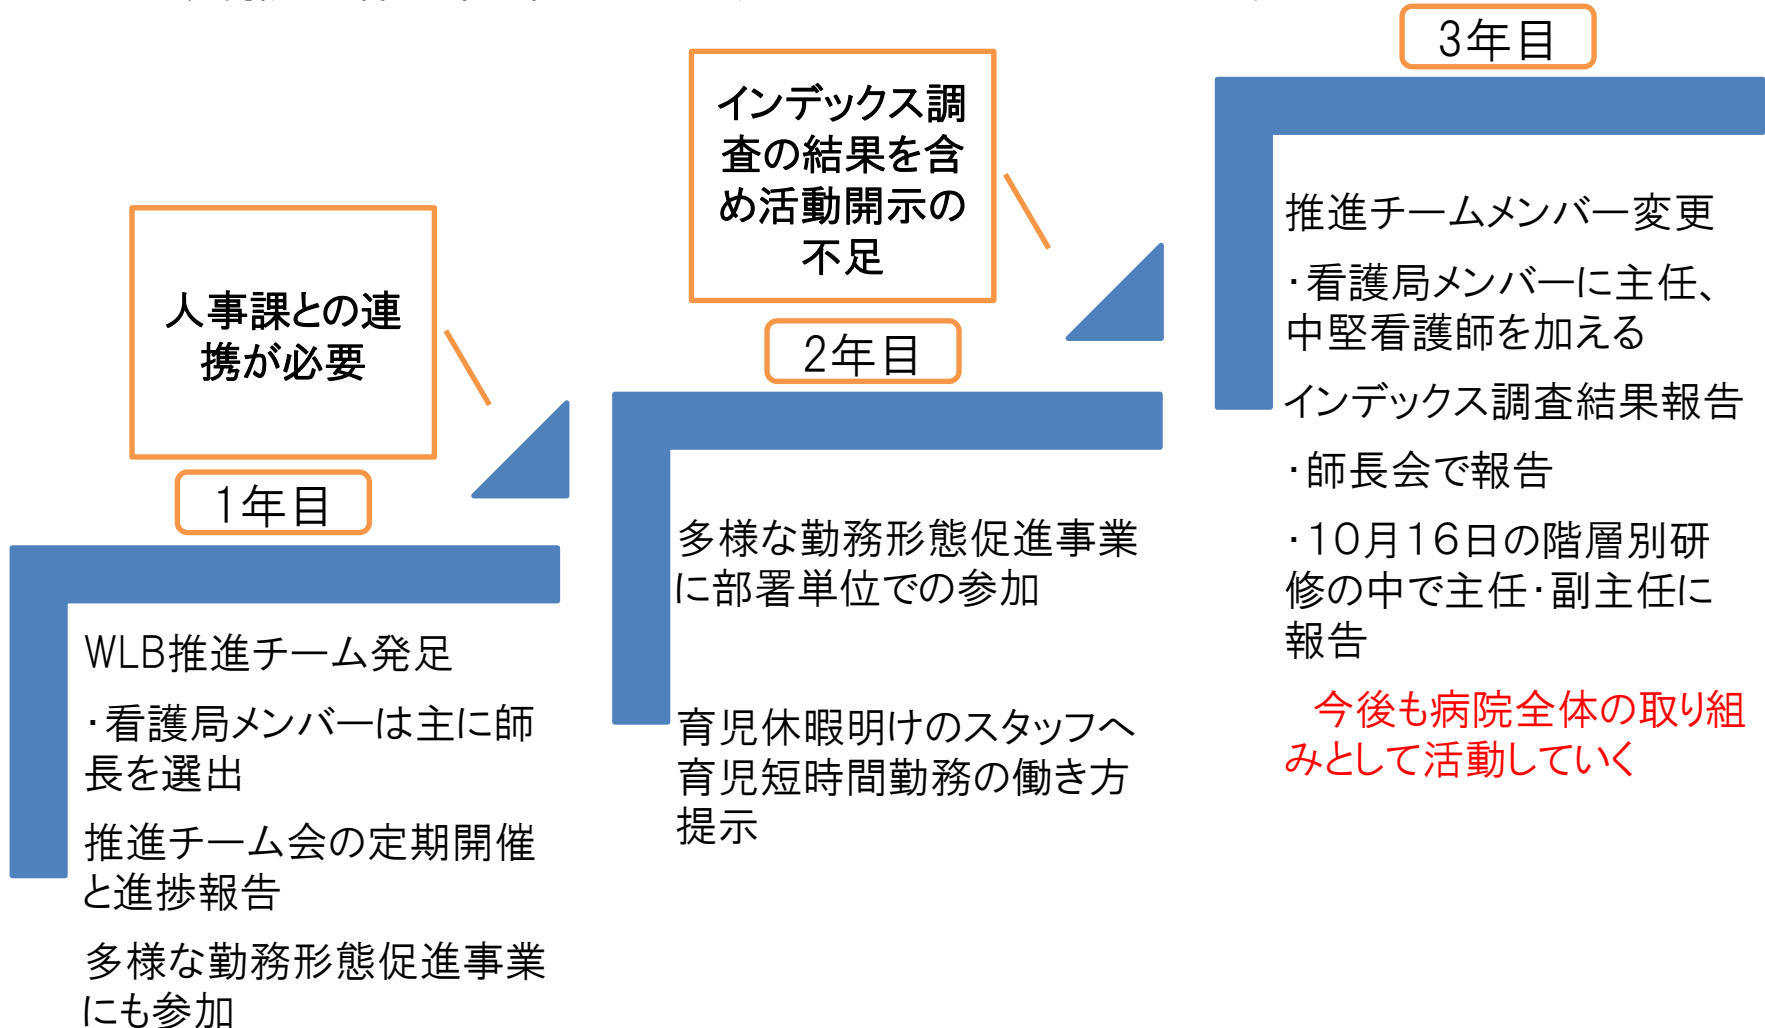 人事課との連
携が必要
1年目
WLB推進チーム発足
・看護局メンバーは主に師
長を選出
推進チーム会の定期開催
と進捗報告
多様な勤務形態促進事業
にも参加
インデックス調
査の結果を含
め活動開示の
不足
2年目
多様な勤務形態促進事業
に部署単位での参加
育児休暇明けのスタッフへ
育児短時間勤務の働き方
提示
3年目
推進チームメンバー変更
・看護局メンバーに主任、
中堅看護師を加える
インデックス調査結果報告
・師長会で報告
・10月16日の階層別研
修の中で主任・副主任に
報告
今後も病院全体の取り組
みとして活動していく